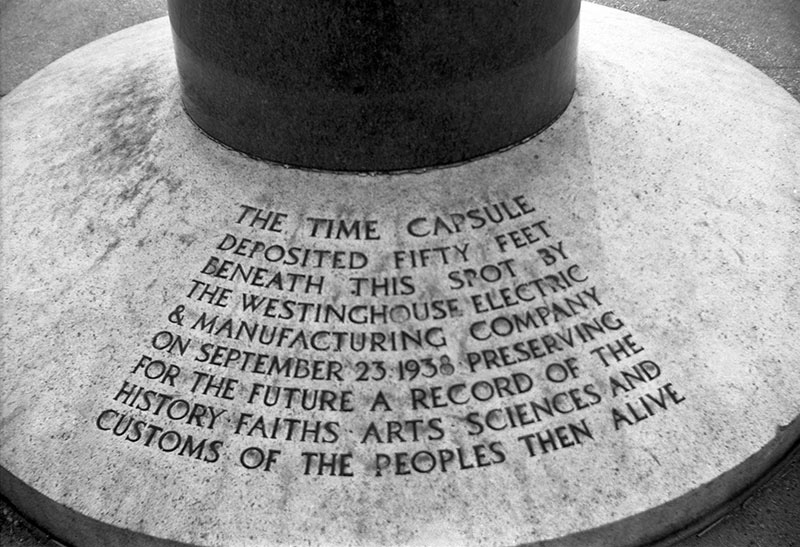 THE TIME CAPSULE
DEPOSITED FIFTY FEET
BENEATH THIS SPOT BY
THE WESTINGHOUSE ELECTRIC
& MANUFACTURING COMPANY
ON SEPTEMBER 23·1938 PRESERVING
FOR THE FUTURE A RECORD OF THE
HISTORY·FAITHS·ARTS·SCIENCES AND
CUSTOMS OF THE PEOPLES THEN ALIVE